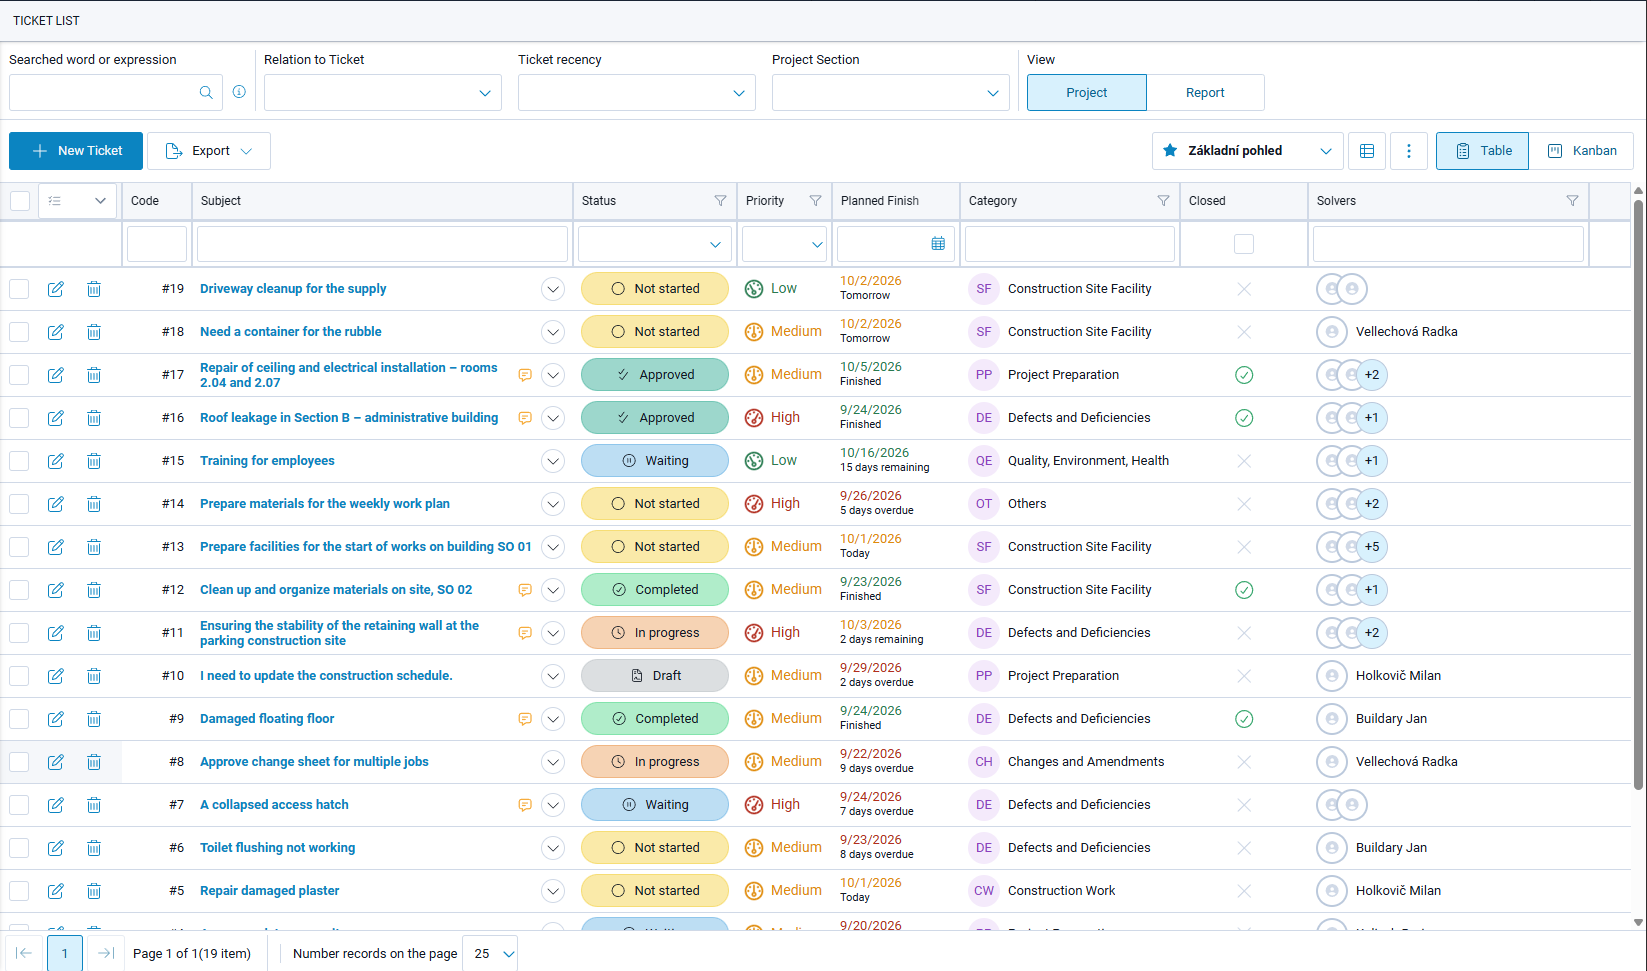 TICKET LIST
Searched word or expression
Relation to Ticket
Ticket recency
Project Section
View
Project
Report
New Ticket
Export
Základní pohled
Table
Kanban
Code
Subject
Status
Priority
Planned Finish
Category
Closed
Solvers
#19 Driveway cleanup for the supply Not started Low 10/2/2026 SF Construction Site Facility
Tomorrow
#18 Need a container for the rubble Not started Medium 10/2/2026 SF Construction Site Facility Vellechová Radka
Tomorrow
#17 Repair of ceiling and electrical installation – rooms Approved Medium 10/5/2026 PP Project Preparation +2
2.04 and 2.07 Finished
#16 Roof leakage in Section B – administrative building Approved High 9/24/2026 DE Defects and Deficiencies +1
Finished
#15 Training for employees Waiting Low 10/16/2026 QE Quality, Environment, Health +1
15 days remaining
#14 Prepare materials for the weekly work plan Not started High 9/26/2026 OT Others +2
5 days overdue
#13 Prepare facilities for the start of works on building SO 01 Not started Medium 10/1/2026 SF Construction Site Facility +5
Today
#12 Clean up and organize materials on site, SO 02 Completed Medium 9/23/2026 SF Construction Site Facility +1
Finished
#11 Ensuring the stability of the retaining wall at the In progress High 10/3/2026 DE Defects and Deficiencies +2
parking construction site 2 days remaining
#10 I need to update the construction schedule. Draft Medium 9/29/2026 PP Project Preparation Holkovič Milan
2 days overdue
#9 Damaged floating floor Completed Medium 9/24/2026 DE Defects and Deficiencies Buildary Jan
Finished
#8 Approve change sheet for multiple jobs In progress Medium 9/22/2026 CH Changes and Amendments Vellechová Radka
9 days overdue
#7 A collapsed access hatch Waiting High 9/24/2026 DE Defects and Deficiencies
7 days overdue
#6 Toilet flushing not working Not started Medium 9/23/2026 DE Defects and Deficiencies Buildary Jan
8 days overdue
#5 Repair damaged plaster Not started Medium 10/1/2026 CW Construction Work Holkovič Milan
Today
9/20/2026
1
Page 1 of 1(19 item)
Number records on the page
25